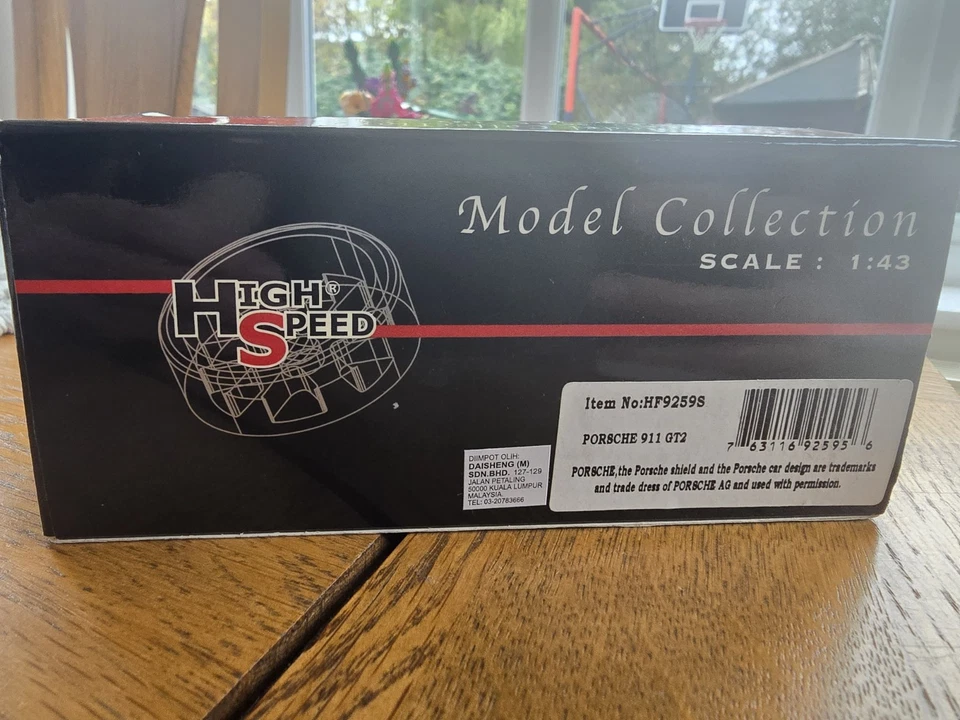 Model Collection
SCALE : 1:43
HIGH®
SPEED
Item No:HF9259S
PORSCHE 911 GT2
7 63116 92595 6
PORSCHE,the Porsche shield and the Porsche car design are trademarks
and trade dress of PORSCHE AG and used with permission.
DIIMPOT OLIH:
DAISHENG (M)
SDN.BHD. 127-129
JALAN PETALING
50000 KUALA LUMPUR
MALAYSIA.
TEL: 03-20783666